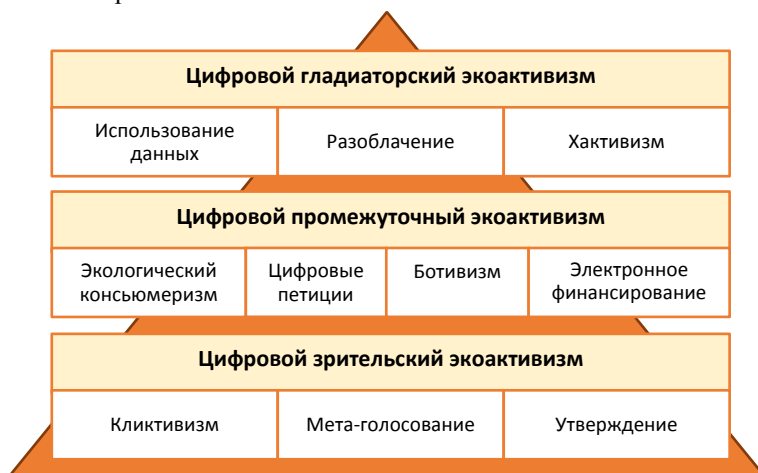 Цифровой гладиаторский экоактивизм
Использование
данных
Разоблачение
Хактивизм
Цифровой промежуточный экоактивизм
Экологический
консьюмеризм
Цифровые
петиции
Ботивизм
Электронное
финансирование
Цифровой зрительский экоактивизм
Кликтивизм
Мета-голосование
Утверждение